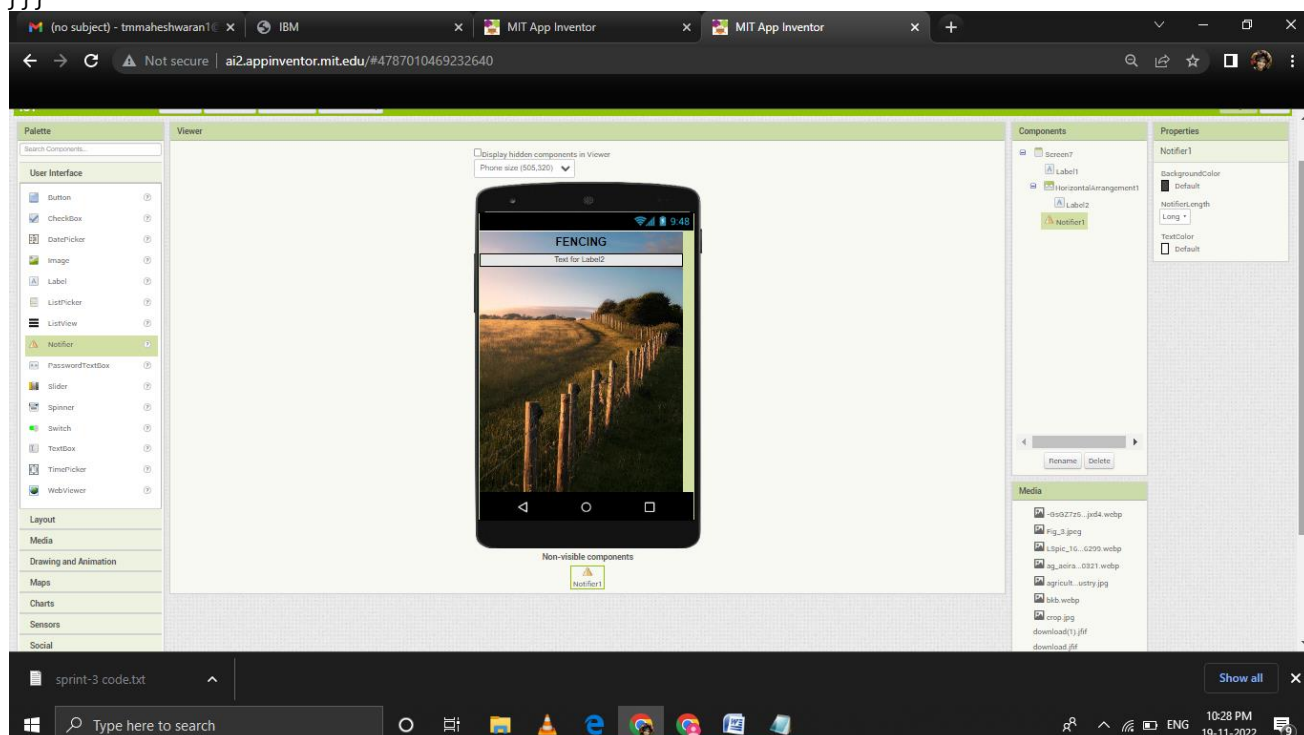 }}}
(no subject) - tmmaheshwaran1@
IBM
MIT App Inventor
MIT App Inventor
Not secure | ai2.appinventor.mit.edu/#4787010469232640
Palette
Search Components...
User Interface
Button
CheckBox
DatePicker
Image
Label
ListPicker
ListView
Notifier
PasswordTextBox
Slider
Spinner
Switch
TextBox
TimePicker
WebViewer
Layout
Media
Drawing and Animation
Maps
Charts
Sensors
Social
Viewer
Display hidden components in Viewer
Phone size (505,320)
9:48
FENCING
Text for Label2
Non-visible components
Notifier1
Components
Screen7
Label1
HorizontalArrangement1
Label2
Notifier1
Rename Delete
Media
Fig_3.jpeg
agricult...ustry.jpg
bkb.webp
crop.jpg
download(1).jfif
download.jfif
Properties
Notifier1
BackgroundColor
Default
NotifierLength
Long
TextColor
Default
sprint-3 code.txt
Show all
Type here to search
ENG
10:28 PM
19-11-2022